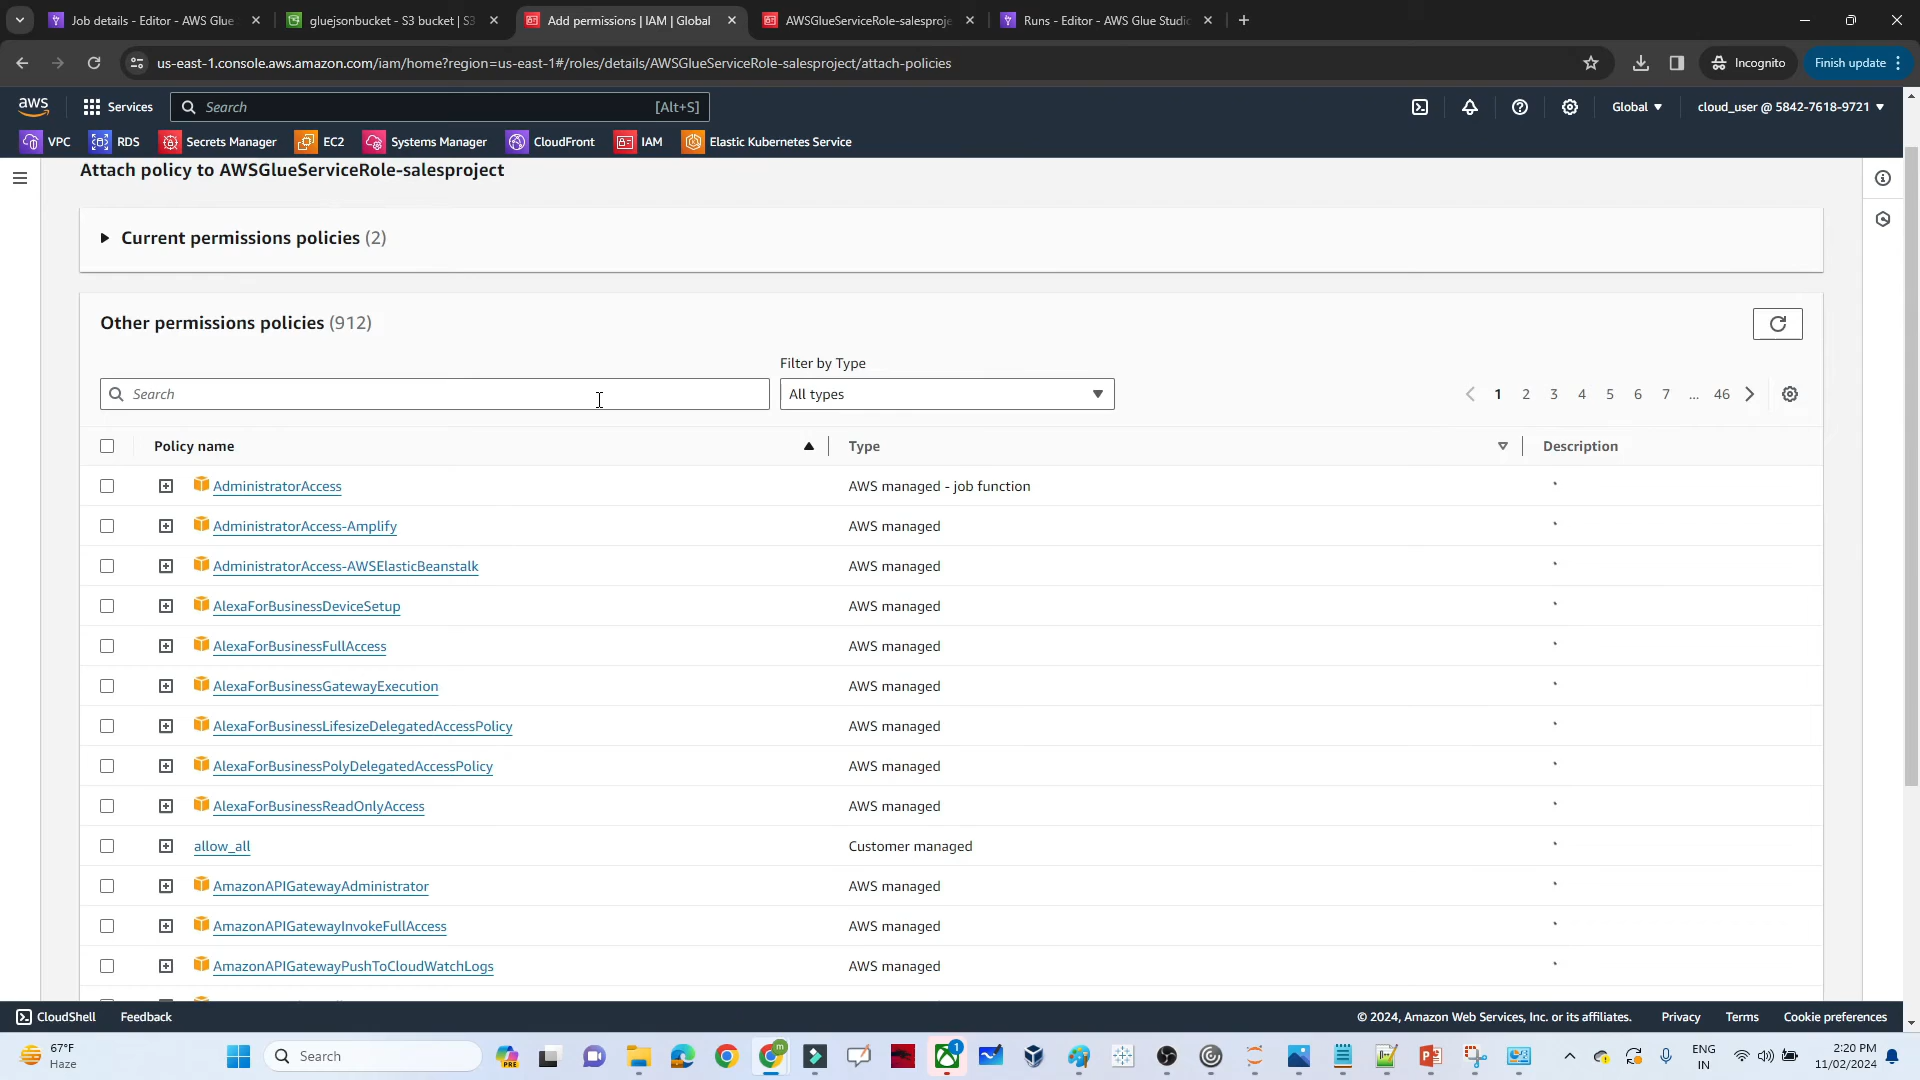 Job details - Editor - AWS Glue
gluejsonbucket - S3 bucket | S3
Add permissions | IAM | Global
AWSGlueServiceRole-salesproje
Runs - Editor - AWS Glue Studio
us-east-1.console.aws.amazon.com/iam/home?region=us-east-1#/roles/details/AWSGlueServiceRole-salesproject/attach-policies
Incognito
Finish update
aws
Services
Search
[Alt+S]
Global
cloud_user @ 5842-7618-9721
VPC
RDS
Secrets Manager
EC2
Systems Manager
CloudFront
IAM
Elastic Kubernetes Service
Attach policy to AWSGlueServiceRole-salesproject
Current permissions policies (2)
Other permissions policies (912)
Filter by Type
Search
All types
1 2 3 4 5 6 7 ... 46
Policy name
Type
Description
AdministratorAccess
AWS managed - job function
AdministratorAccess-Amplify
AWS managed
AdministratorAccess-AWSElasticBeanstalk
AWS managed
AlexaForBusinessDeviceSetup
AWS managed
AlexaForBusinessFullAccess
AWS managed
AlexaForBusinessGatewayExecution
AWS managed
AlexaForBusinessLifesizeDelegatedAccessPolicy
AWS managed
AlexaForBusinessPolyDelegatedAccessPolicy
AWS managed
AlexaForBusinessReadOnlyAccess
AWS managed
allow_all
Customer managed
AmazonAPIGatewayAdministrator
AWS managed
AmazonAPIGatewayInvokeFullAccess
AWS managed
AmazonAPIGatewayPushToCloudWatchLogs
AWS managed
CloudShell
Feedback
© 2024, Amazon Web Services, Inc. or its affiliates.
Privacy
Terms
Cookie preferences
67°F
Haze
Search
PRE
1
ENG
IN
2:20 PM
11/02/2024